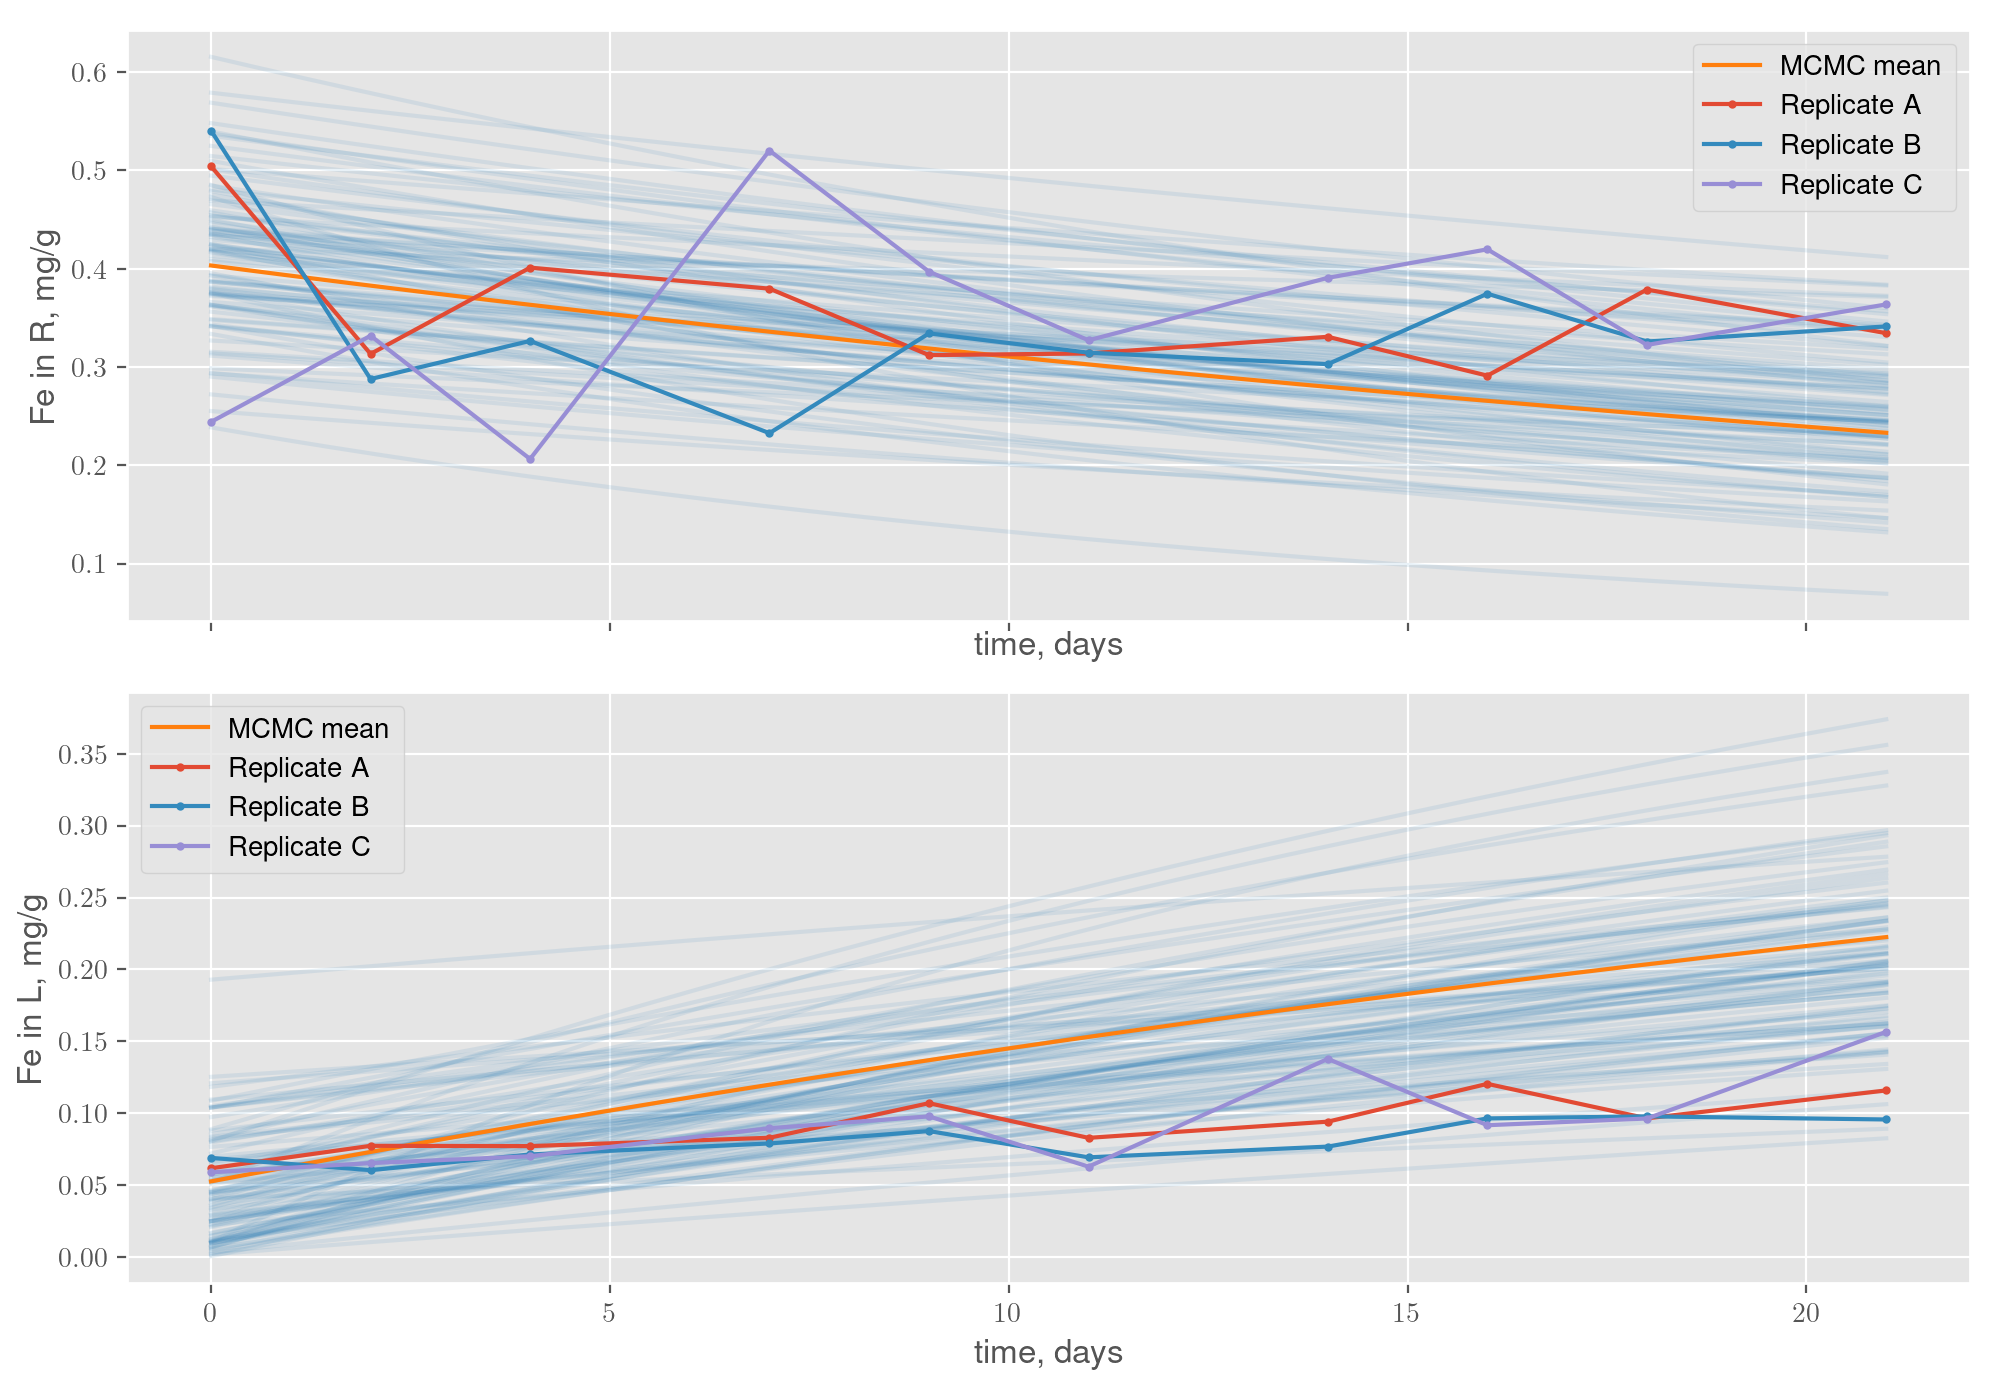 0.6
0.5
0.4
0.3
0.2
0.1
Fe in R, mg/g
MCMC mean
Replicate A
Replicate B
Replicate C
time, days
0.35
0.30
0.25
0.20
0.15
0.10
0.05
0.00
Fe in L, mg/g
MCMC mean
Replicate A
Replicate B
Replicate C
0 5 10 15 20
time, days